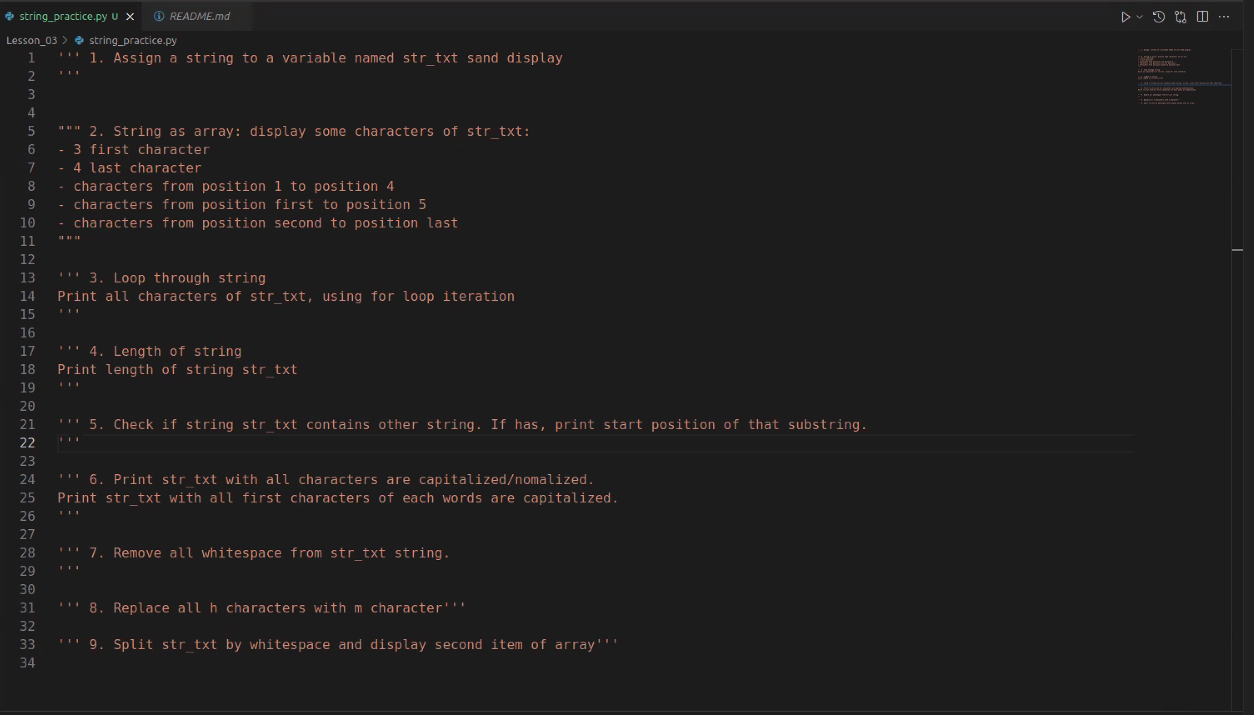 string_practice.py U
README.md
Lesson_03 > string_practice.py
1 ''' 1. Assign a string to a variable named str_txt sand display
2 '''
3
4
5 """ 2. String as array: display some characters of str_txt:
6 - 3 first character
7 - 4 last character
8 - characters from position 1 to position 4
9 - characters from position first to position 5
10 - characters from position second to position last
11 """
12
13 ''' 3. Loop through string
14 Print all characters of str_txt, using for loop iteration
15 '''
16
17 ''' 4. Length of string
18 Print length of string str_txt
19 '''
20
21 ''' 5. Check if string str_txt contains other string. If has, print start position of that substring.
22 '''
23
24 ''' 6. Print str_txt with all characters are capitalized/nomalized.
25 Print str_txt with all first characters of each words are capitalized.
26 '''
27
28 ''' 7. Remove all whitespace from str_txt string.
29 '''
30
31 ''' 8. Replace all h characters with m character'''
32
33 ''' 9. Split str_txt by whitespace and display second item of array'''
34